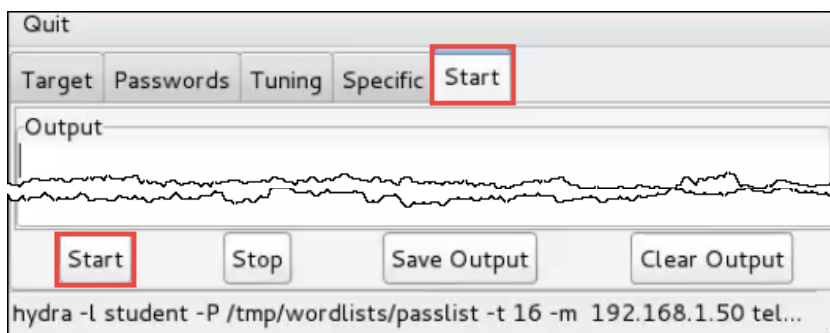 Quit
Target Passwords Tuning Specific Start
Output
Start Stop Save Output Clear Output
hydra -l student -P /tmp/wordlists/passlist -t 16 -m 192.168.1.50 tel...